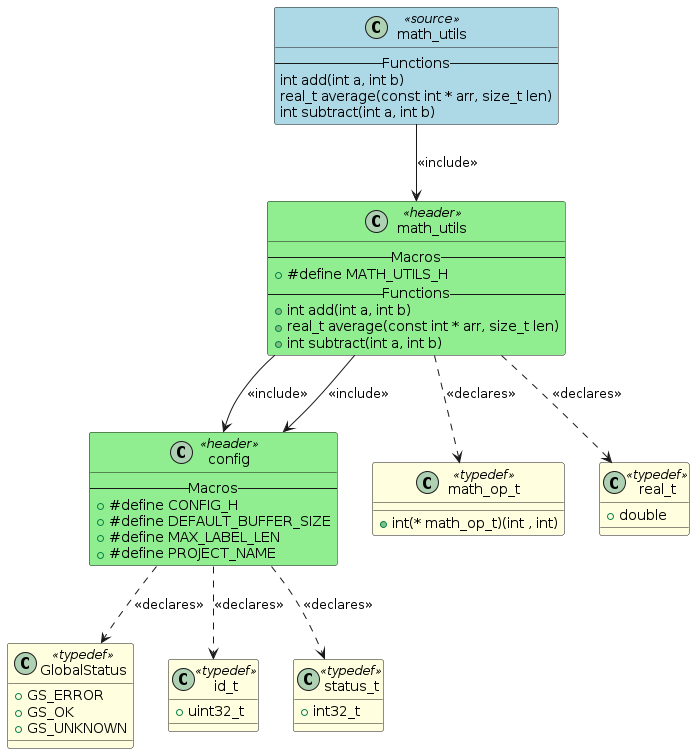 C
«source»
math_utils
Functions
int add(int a, int b)
real_t average(const int * arr, size_t len)
int subtract(int a, int b)
«include»
C
«header»
math_utils
Macros
#define MATH_UTILS_H
Functions
int add(int a, int b)
real_t average(const int * arr, size_t len)
int subtract(int a, int b)
«include»
«include»
«declares»
«declares»
C
«header»
config
Macros
#define CONFIG_H
#define DEFAULT_BUFFER_SIZE
#define MAX_LABEL_LEN
#define PROJECT_NAME
C
«typedef»
math_op_t
int(* math_op_t)(int , int)
C
«typedef»
real_t
double
«declares»
«declares»
«declares»
C
«typedef»
GlobalStatus
GS_ERROR
GS_OK
GS_UNKNOWN
C
«typedef»
id_t
uint32_t
C
«typedef»
status_t
int32_t